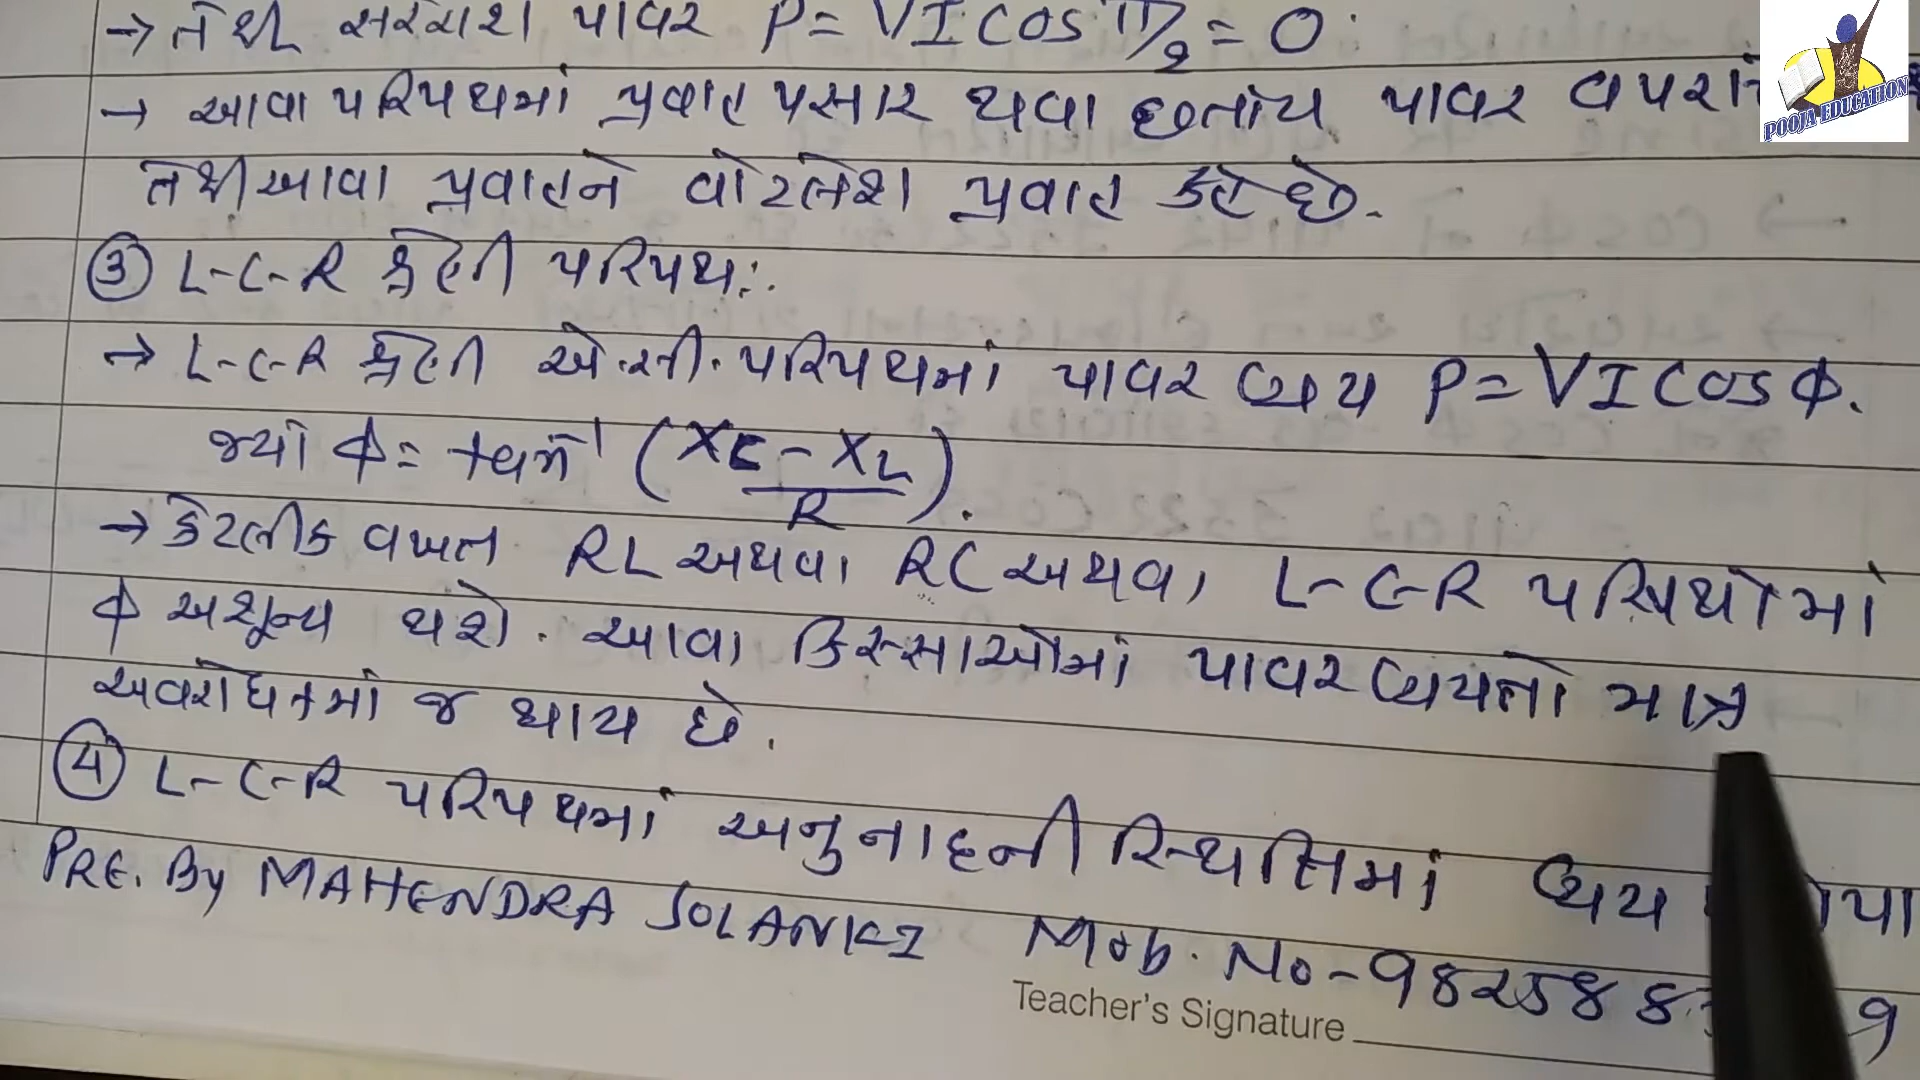 → તેથી સરેરાશ પાવર P = VI COS π/2 = 0.
→ આવા પરિપથમાં પ્રવાહ પસાર થવા છતાંય પાવર
તેથી આવા પ્રવાહને વોટલેશ પ્રવાહ કહે છે.
③ L-C-R શ્રેણી પરિપથ:.
→ L-C-R શ્રેણી એ.સી. પરિપથમાં પાવર વ્યય P = VI COS ϕ.
જ્યાં ϕ = tan⁻¹ (XC - XL / R).
→ કેટલીક વખત RL અથવા RC અથવા L-C-R પરિપથોમાં
ϕ અશૂન્ય થશે. આવા કિસ્સાઓમાં પાવર વ્યયતો માત્ર
અવરોધનમાં જ થાય છે.
④ L-C-R પરિપથમાં અનુનાદની સ્થિતિમાં વ્યય
PRE. By MAHENDRA SOLANKI Mob. No-982588
Teacher's Signature
POOJA EDUCATION